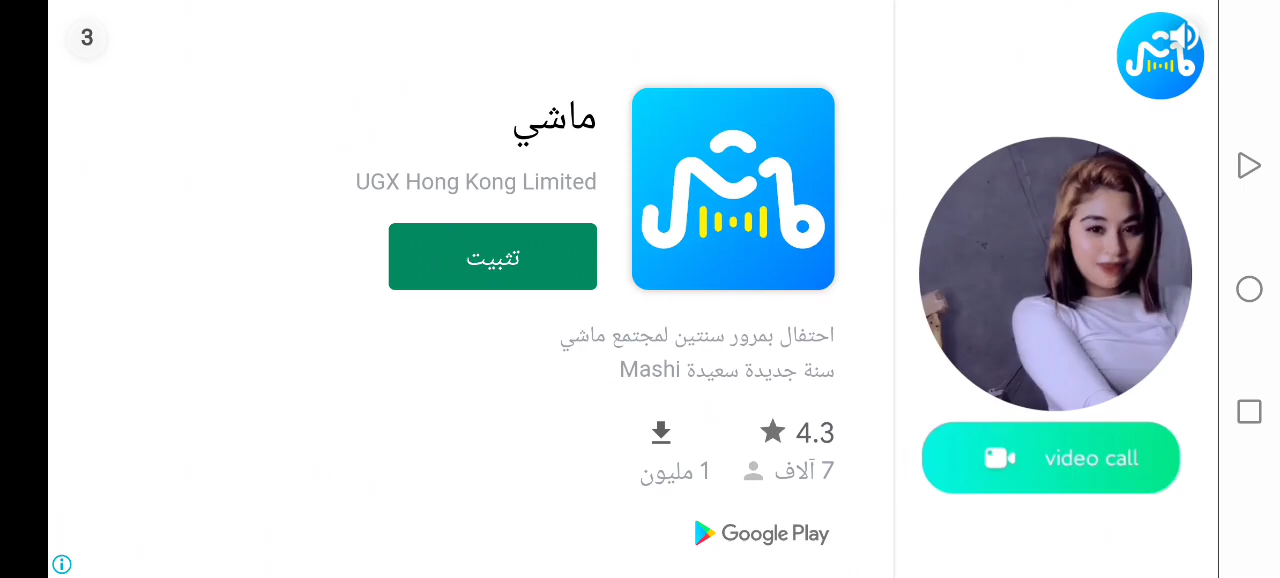 3
ماشي
UGX Hong Kong Limited
تثبيت
احتفال بمرور سنتين لمجتمع ماشي
سنة جديدة سعيدة Mashi
4.3
7 آلاف
1 مليون
Google Play
video call